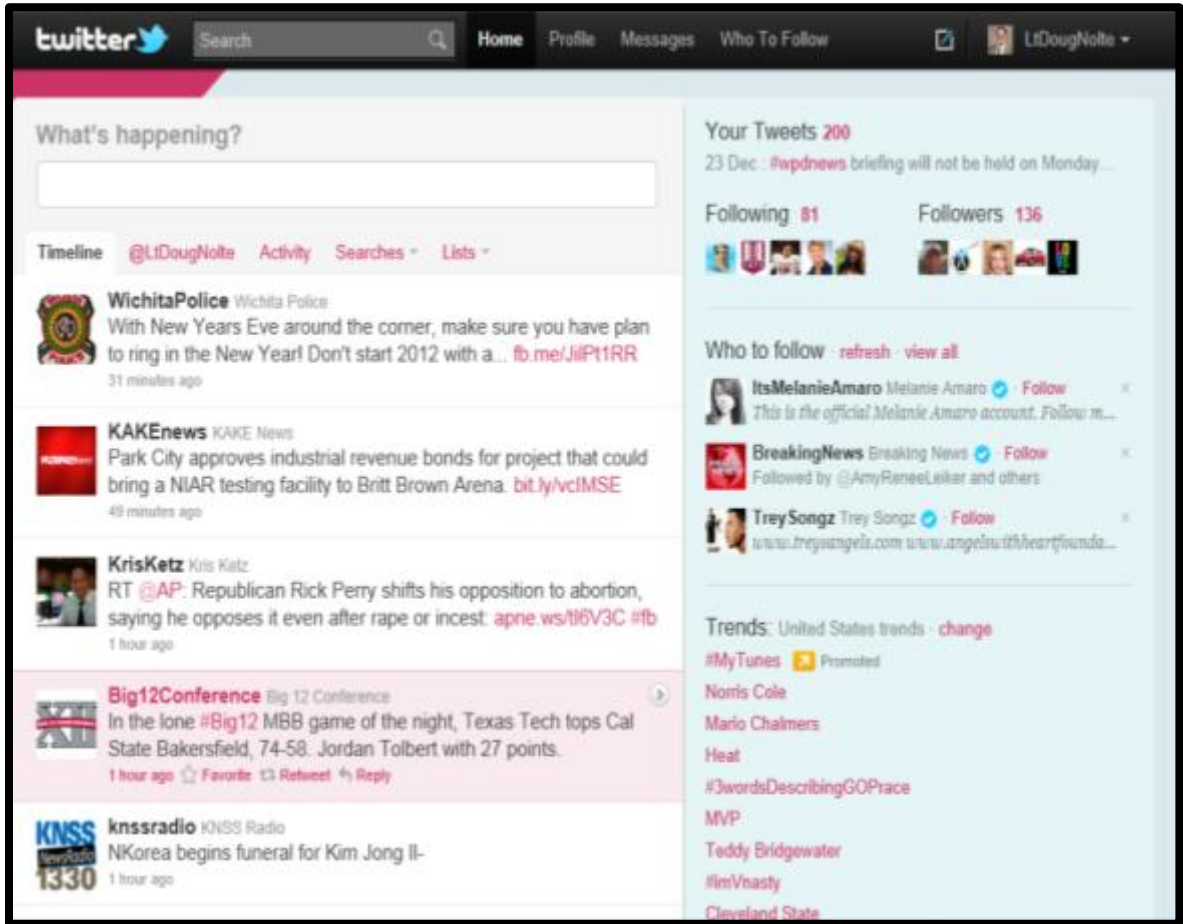 twitter Search Home Profile Messages Who To Follow LtDougNolte
What's happening?
Timeline @LtDougNolte Activity Searches Lists
WichitaPolice Wichita Police
With New Years Eve around the corner, make sure you have plan
to ring in the New Year! Don't start 2012 with a... fb.me/JilPt1RR
31 minutes ago
KAKEnews KAKE News
Park City approves industrial revenue bonds for project that could
bring a NIAR testing facility to Britt Brown Arena. bit.ly/vcIMSE
49 minutes ago
KrisKetz Kris Ketz
RT @AP: Republican Rick Perry shifts his opposition to abortion,
saying he opposes it even after rape or incest: apne.ws/tI6V3C #fb
1 hour ago
XII
Big12Conference Big 12 Conference
In the lone #Big12 MBB game of the night, Texas Tech tops Cal
State Bakersfield, 74-58. Jordan Tolbert with 27 points.
1 hour ago Favorite Retweet Reply
KNSS
1330
knssradio KNSS Radio
NKorea begins funeral for Kim Jong Il-
1 hour ago
Your Tweets 200
23 Dec : #wpdnews briefing will not be held on Monday...
Following 81 Followers 136
Who to follow · refresh · view all
ItsMelanieAmaro Melanie Amaro · Follow ×
This is the official Melanie Amaro account. Follow m...
BreakingNews Breaking News · Follow ×
Followed by @AmyReneeLeiker and others
TreySongz Trey Songz · Follow ×
www.treysangels.com www.angelswithheartfounda...
Trends: United States trends · change
#MyTunes Promoted
Norris Cole
Mario Chalmers
Heat
#3wordsDescribingGOPrace
MVP
Teddy Bridgewater
#ImVnasty
Cleveland State